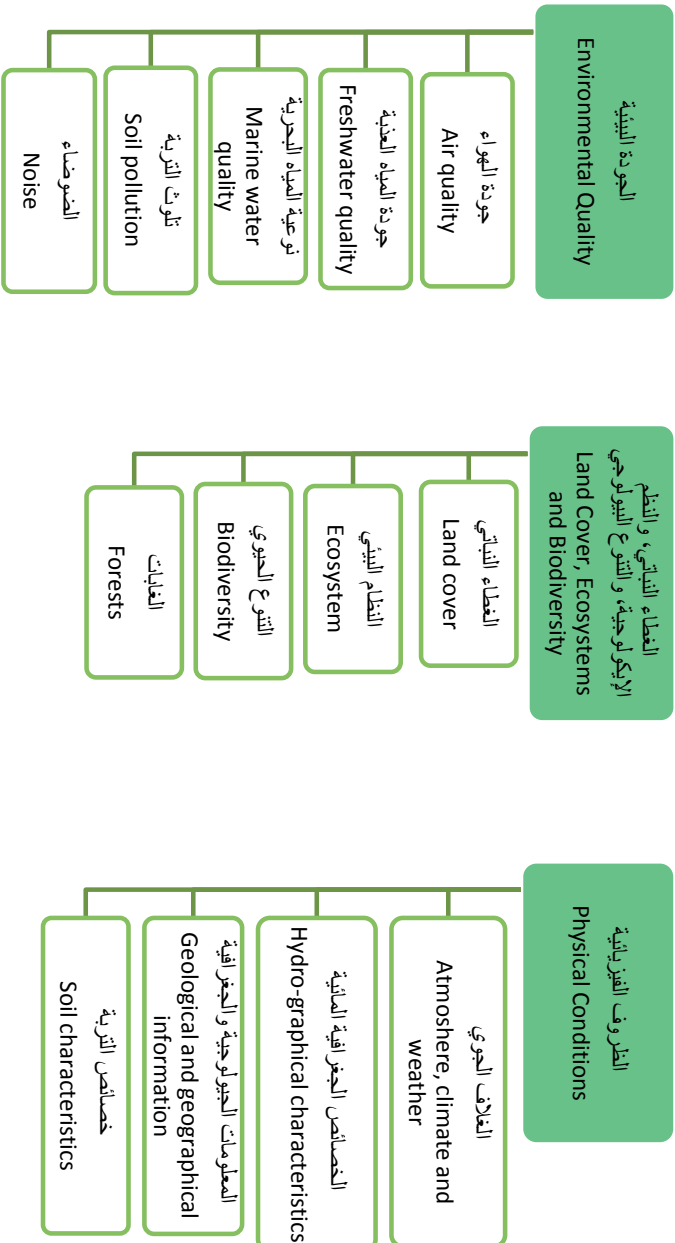 الجودة البيئية
Environmental Quality
جودة الهواء
Air quality
جودة المياه العذبة
Freshwater quality
نوعية المياه البحرية
Marine water
quality
تلوث التربة
Soil pollution
الضوضاء
Noise
الغطاء النباتي، والنظم
الإيكولوجية، والتنوع البيولوجي
Land Cover, Ecosystems
and Biodiversity
الغطاء النباتي
Land cover
النظام البيئي
Ecosystem
التنوع الحيوي
Biodiversity
الغابات
Forests
الظروف الفيزيائية
Physical Conditions
الغلاف الجوي
Atmoshere, climate and
weather
الخصائص الجغرافية المائية
Hydro-graphical characteristics
المعلومات الجيولوجية والجغرافية
Geological and geographical
information
خصائص التربة
Soil characteristics